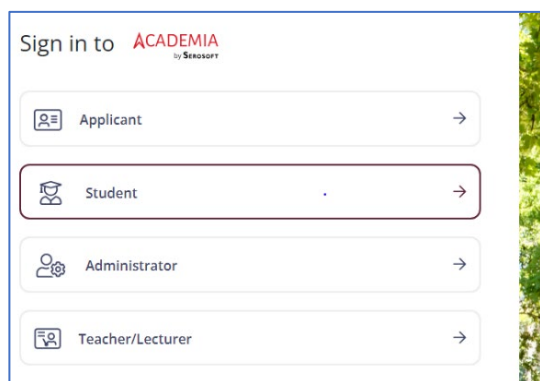 Sign in to ACADEMIA
by SEROSOFT
Applicant
Student
Administrator
Teacher/Lecturer